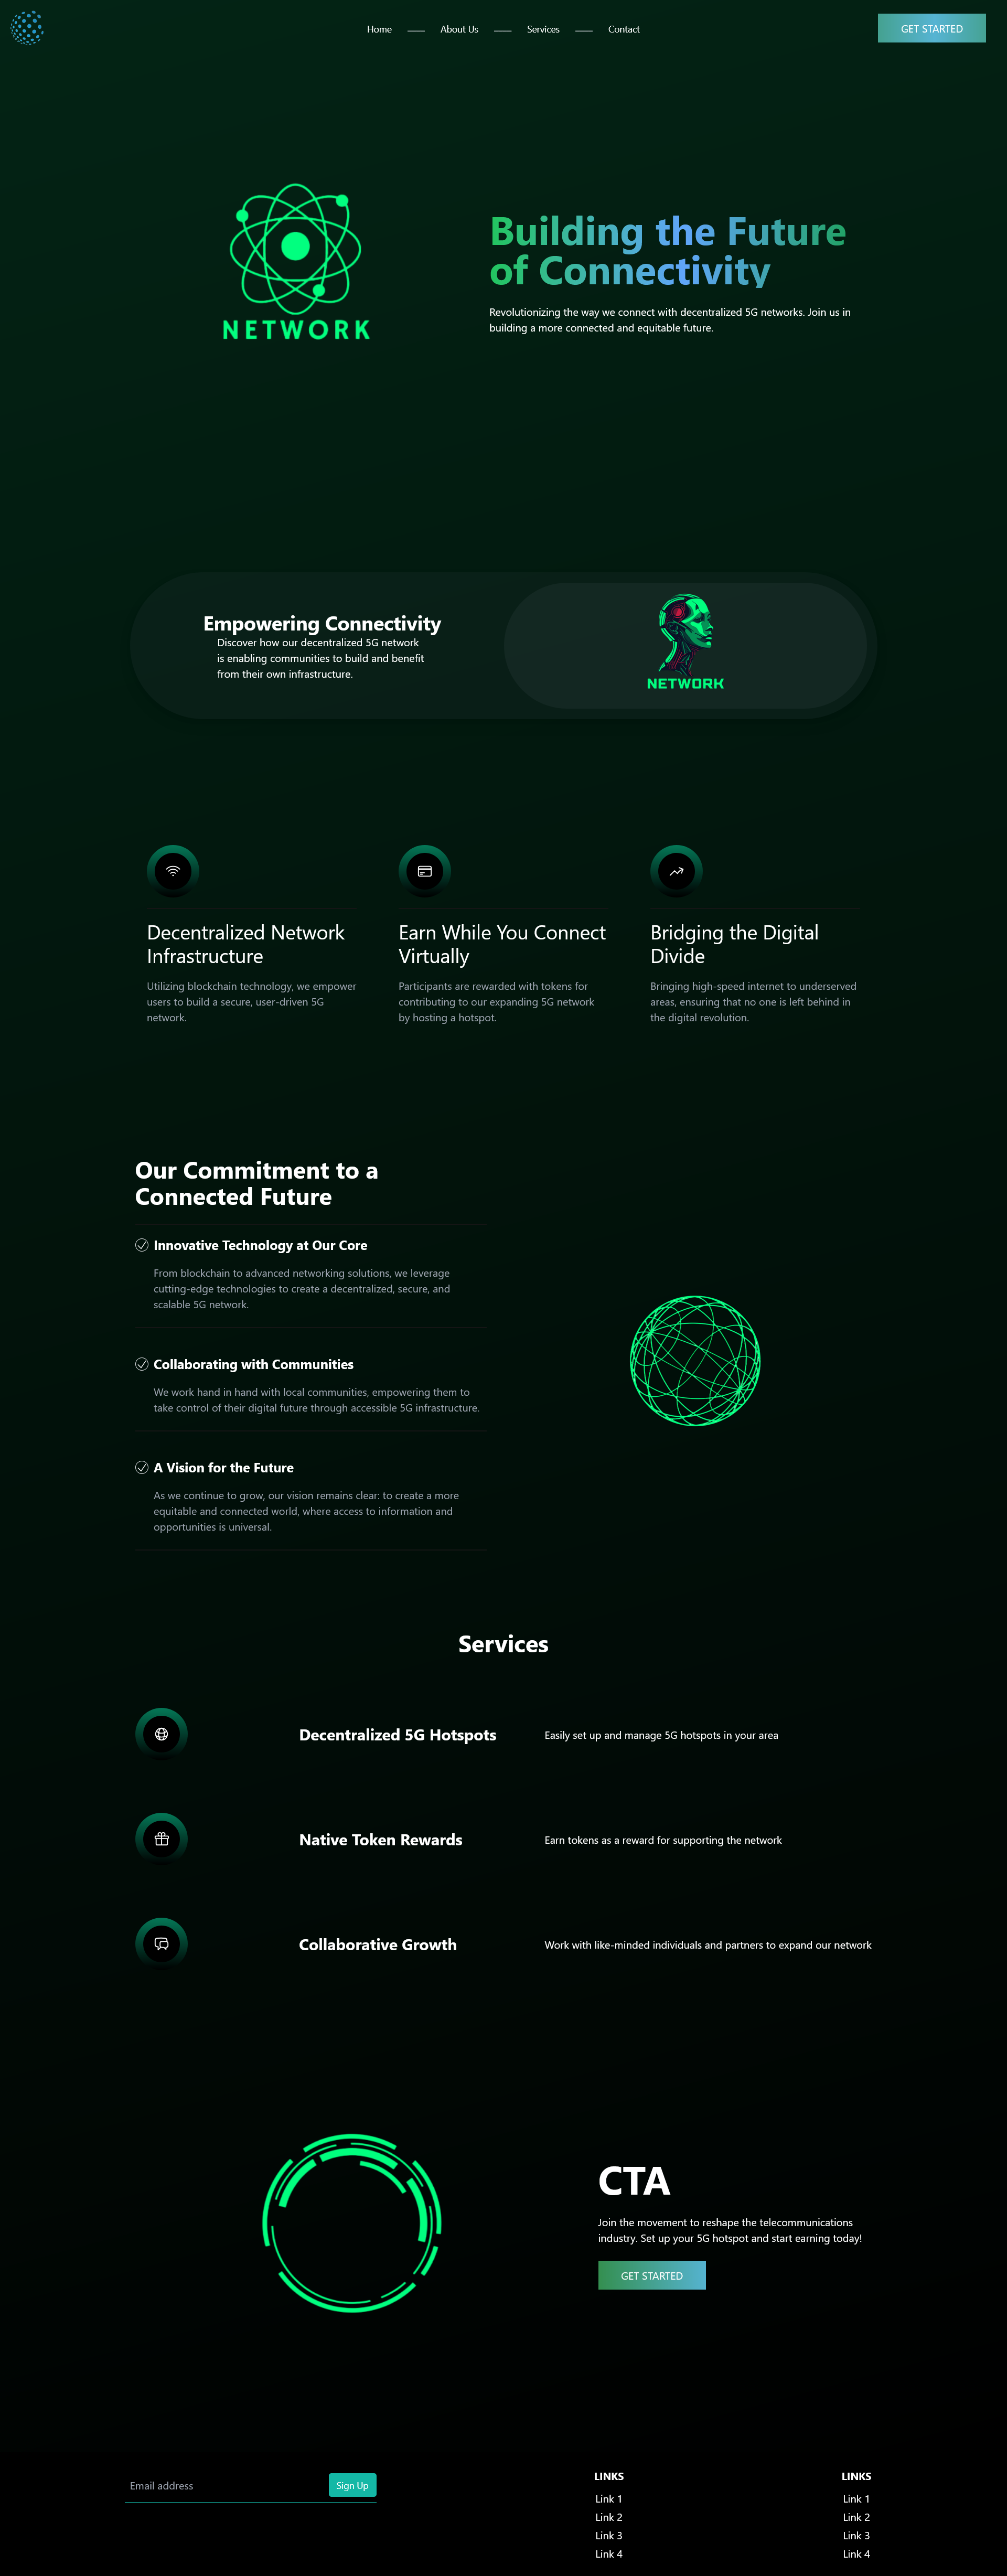 Home
About Us
Services
Contact
GET STARTED
NETWORK
Building the Future
of Connectivity
Revolutionizing the way we connect with decentralized 5G networks. Join us in
building a more connected and equitable future.
Empowering Connectivity
Discover how our decentralized 5G network
is enabling communities to build and benefit
from their own infrastructure.
NETWORK
Decentralized Network
Infrastructure
Utilizing blockchain technology, we empower
users to build a secure, user-driven 5G
network.
Earn While You Connect
Virtually
Participants are rewarded with tokens for
contributing to our expanding 5G network
by hosting a hotspot.
Bridging the Digital
Divide
Bringing high-speed internet to underserved
areas, ensuring that no one is left behind in
the digital revolution.
Our Commitment to a
Connected Future
Innovative Technology at Our Core
From blockchain to advanced networking solutions, we leverage
cutting-edge technologies to create a decentralized, secure, and
scalable 5G network.
Collaborating with Communities
We work hand in hand with local communities, empowering them to
take control of their digital future through accessible 5G infrastructure.
A Vision for the Future
As we continue to grow, our vision remains clear: to create a more
equitable and connected world, where access to information and
opportunities is universal.
Services
Decentralized 5G Hotspots
Easily set up and manage 5G hotspots in your area
Native Token Rewards
Earn tokens as a reward for supporting the network
Collaborative Growth
Work with like-minded individuals and partners to expand our network
CTA
Join the movement to reshape the telecommunications
industry. Set up your 5G hotspot and start earning today!
GET STARTED
Email address
Sign Up
LINKS
Link 1
Link 2
Link 3
Link 4
LINKS
Link 1
Link 2
Link 3
Link 4